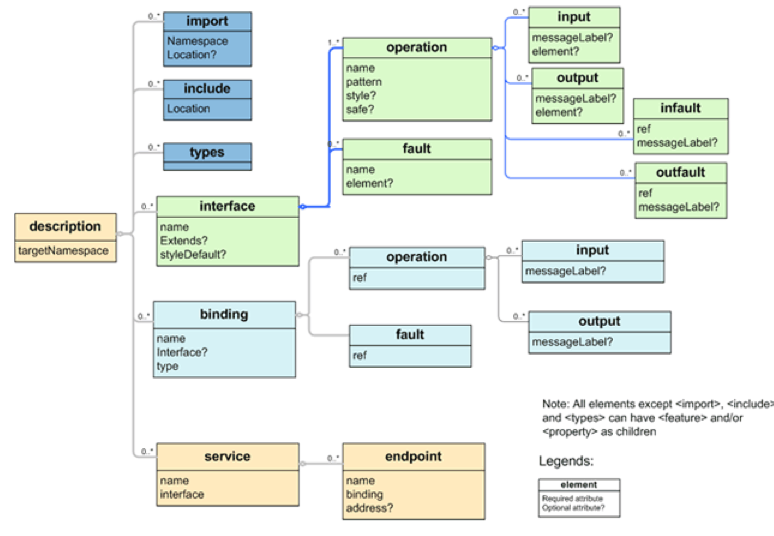 0..*
import
Namespace
Location?
0..*
include
Location
0..*
types
0..*
interface
name
Extends?
styleDefault?
description
targetNamespace
1..*
operation
name
pattern
style?
safe?
0..*
fault
name
element?
0..*
input
messageLabel?
element?
0..*
output
messageLabel?
element?
0..*
infault
ref
messageLabel?
0..*
outfault
ref
messageLabel?
0..*
binding
name
Interface?
type
0..*
operation
ref
0..*
fault
ref
0..*
input
messageLabel?
0..*
output
messageLabel?
0..*
service
name
interface
0..*
endpoint
name
binding
address?
Note: All elements except <import>, <include>
and <types> can have <feature> and/or
<property> as children
Legends:
element
Required attribute
Optional attribute?